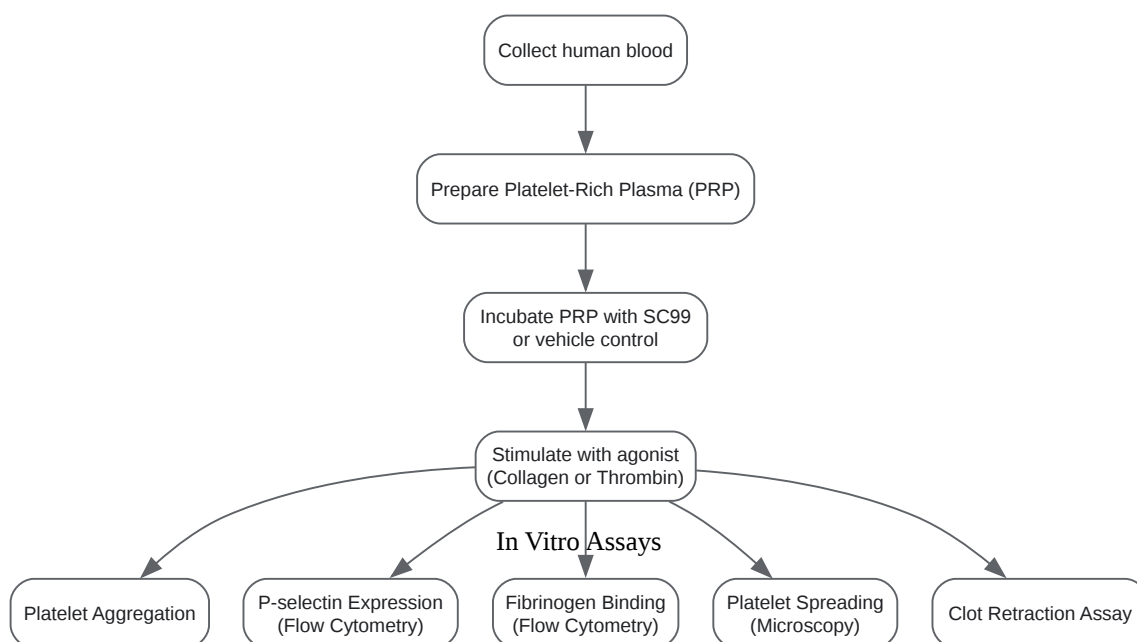 Collect human blood
Prepare Platelet-Rich Plasma (PRP)
Incubate PRP with SC99
or vehicle control
Stimulate with agonist
(Collagen or Thrombin)
In Vitro Assays
Platelet Aggregation
P-selectin Expression
(Flow Cytometry)
Fibrinogen Binding
(Flow Cytometry)
Platelet Spreading
(Microscopy)
Clot Retraction Assay